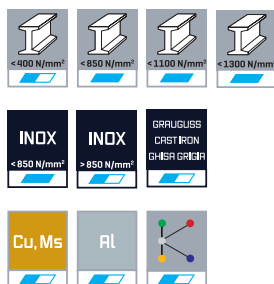 <400 N/mm² <850 N/mm² <1100 N/mm² <1300 N/mm²
INOX INOX GRAUGUSS
CAST IRON
GHISA GRIGIA
<850 N/mm² >850 N/mm²
Cu, Ms Al